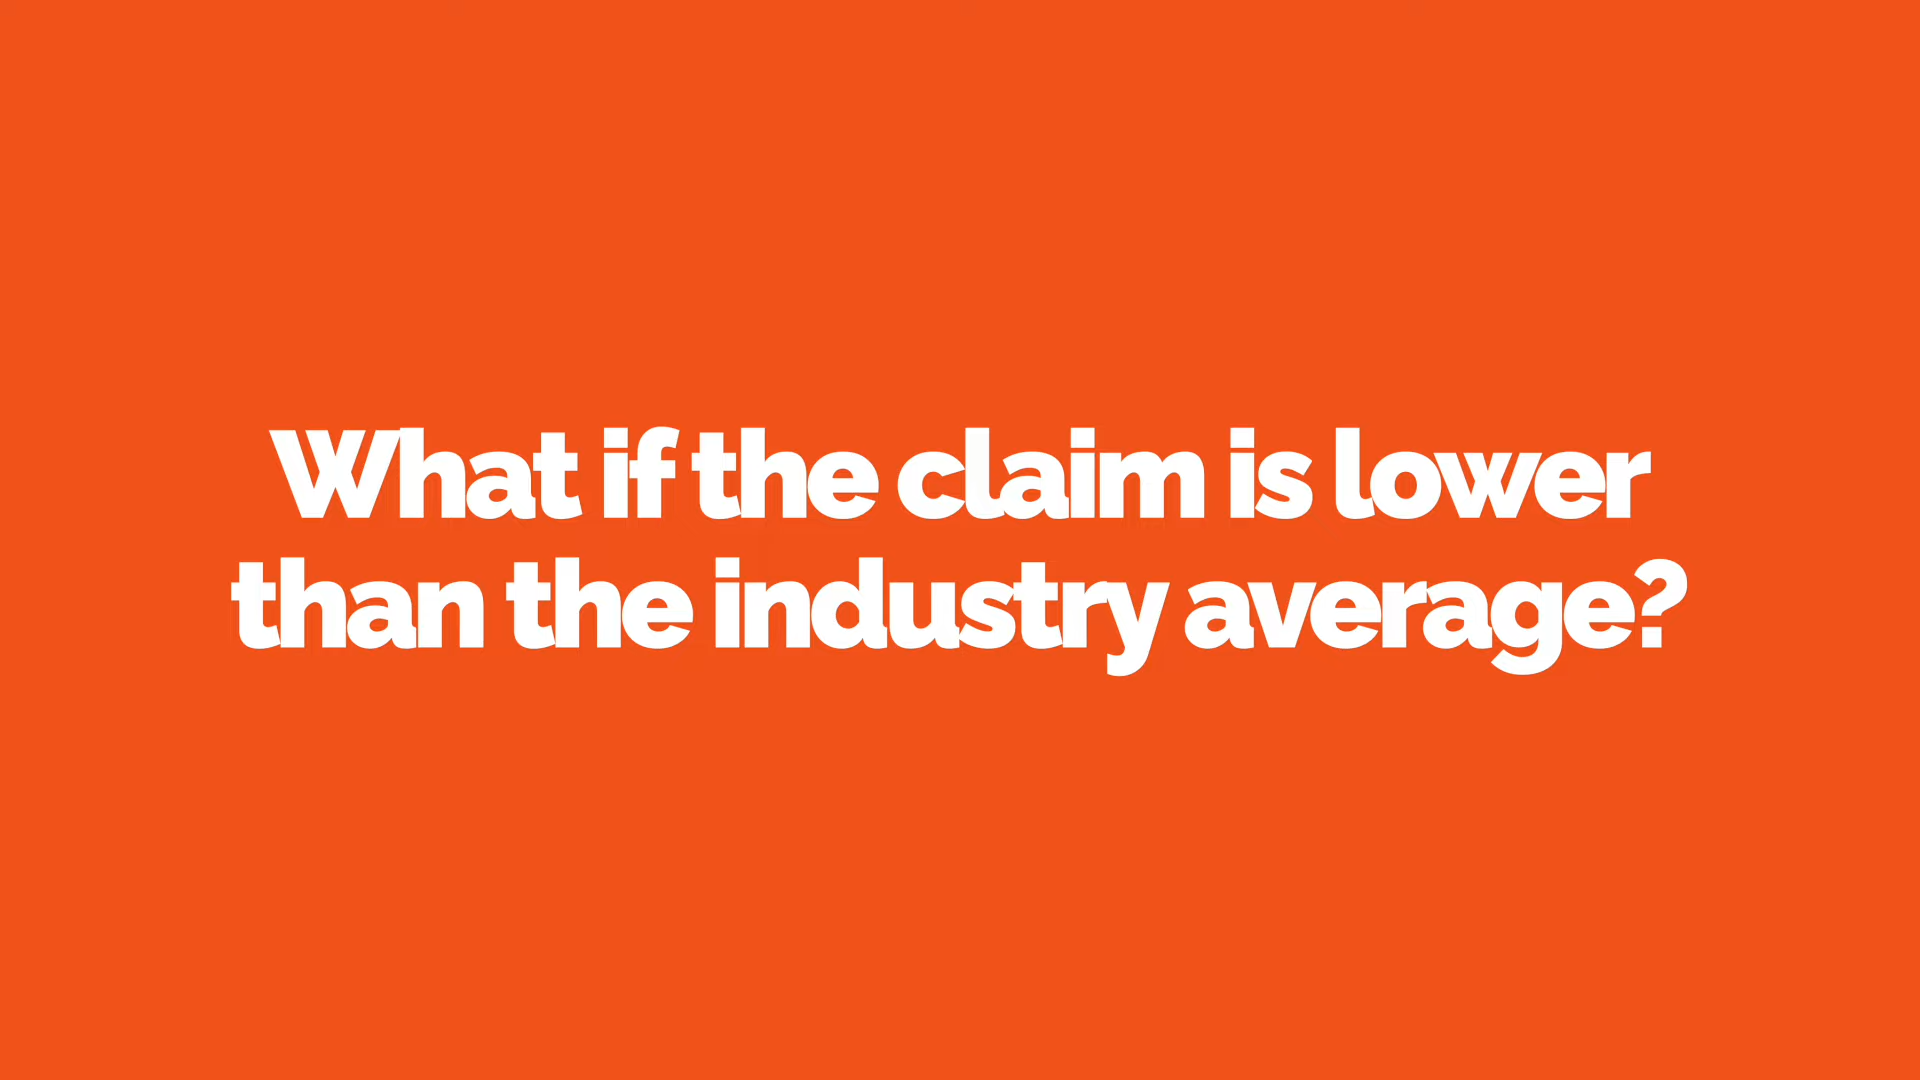 What if the claim is lower
than the industry average?